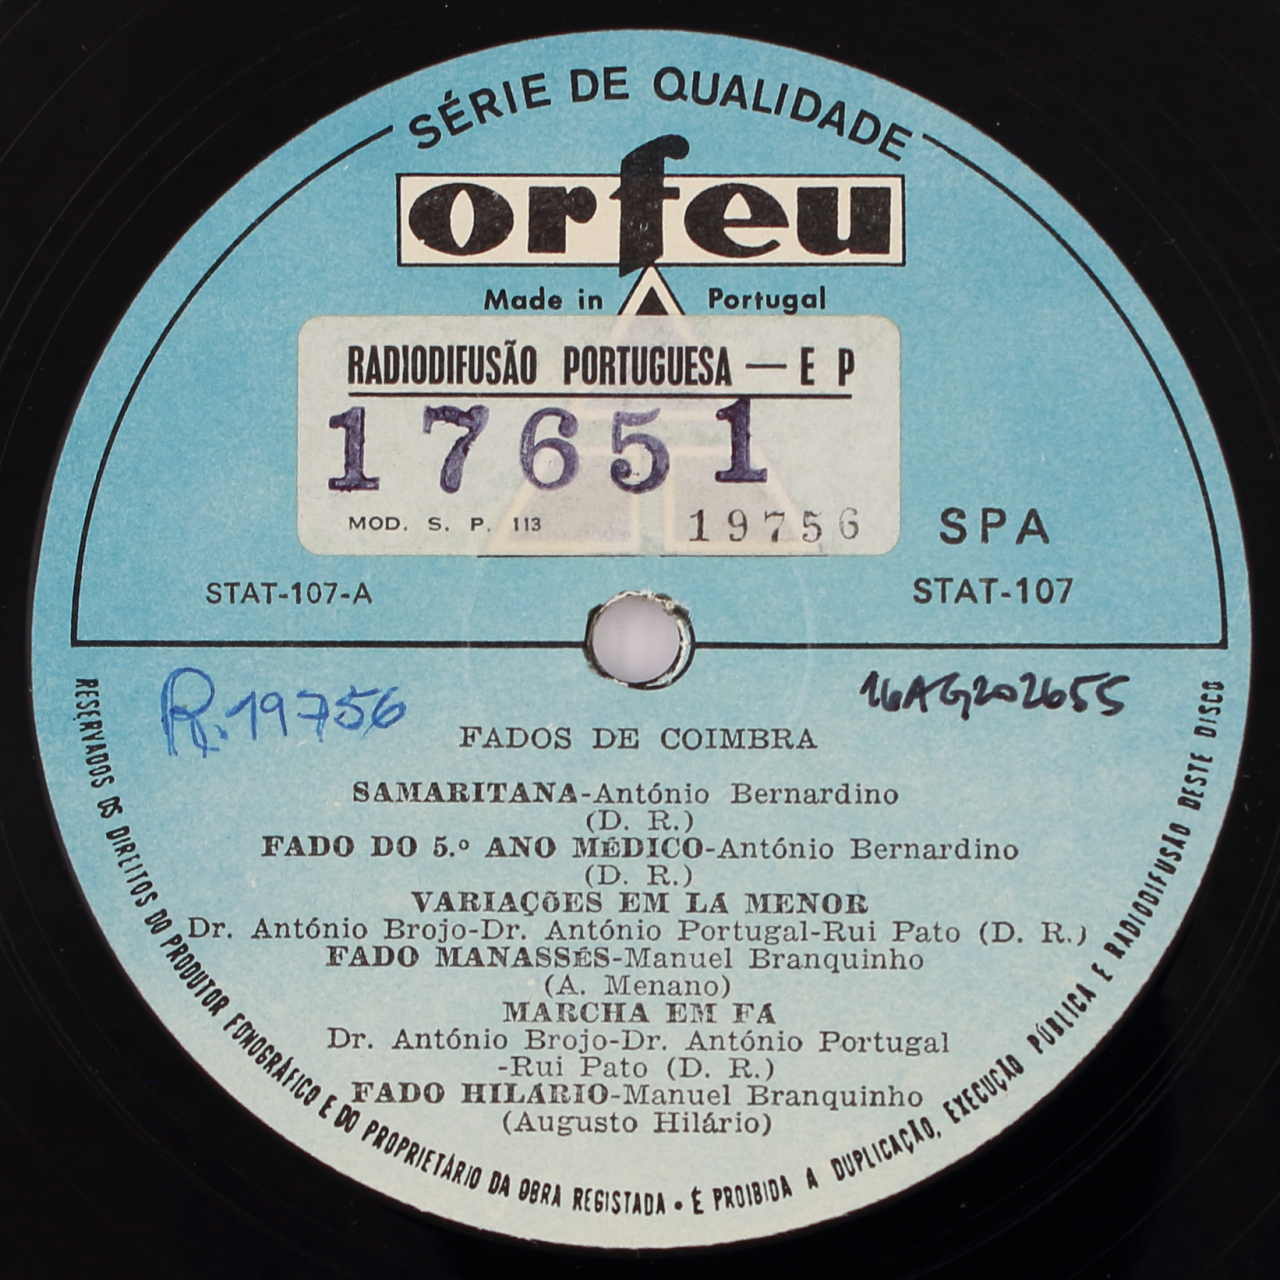 SÉRIE DE QUALIDADE
orfeu
Made in Portugal
RADIODIFUSÃO PORTUGUESA — E P
17651
MOD. S. P. 113 19756
SPA
STAT-107-A STAT-107
R.19756 16AG202655
FADOS DE COIMBRA
SAMARITANA-António Bernardino
(D. R.)
FADO DO 5.º ANO MÉDICO-António Bernardino
(D. R.)
VARIAÇÕES EM LÁ MENOR
Dr. António Brojo-Dr. António Portugal-Rui Pato (D. R.)
FADO MANASSÉS-Manuel Branquinho
(A. Menano)
MARCHA EM FÁ
Dr. António Brojo-Dr. António Portugal
-Rui Pato (D. R.)
FADO HILÁRIO-Manuel Branquinho
(Augusto Hilário)
RESERVADOS OS DIREITOS DO PRODUTOR FONOGRÁFICO E DO PROPRIETÁRIO DA OBRA REGISTADA • É PROIBIDA A DUPLICAÇÃO, EXECUÇÃO PÚBLICA E RADIODIFUSÃO DESTE DISCO